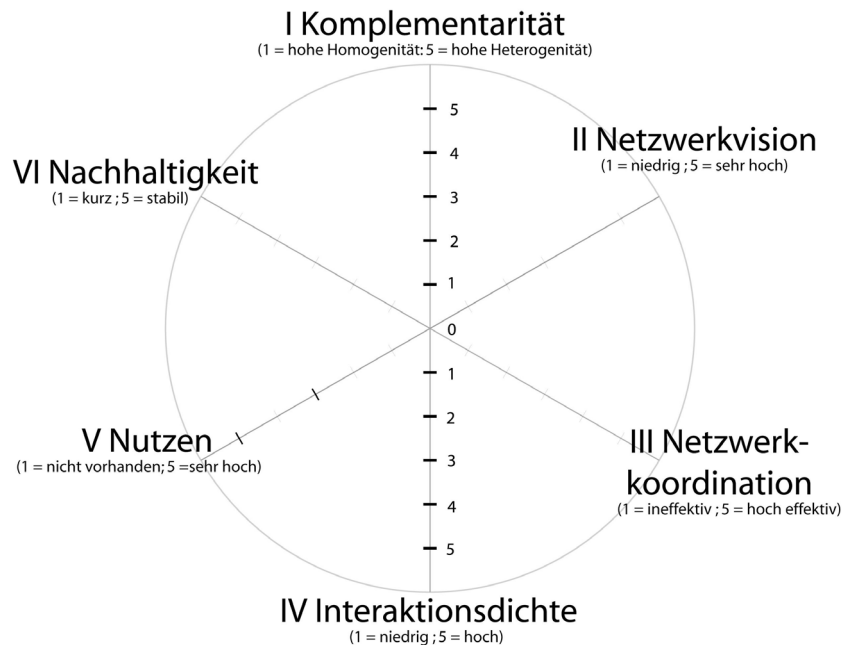 I Komplementarität
(1 = hohe Homogenität: 5 = hohe Heterogenität)
5
II Netzwerkvision
(1 = niedrig ; 5 = sehr hoch)
4
VI Nachhaltigkeit
(1 = kurz ; 5 = stabil)
3
2
1
0
1
2
V Nutzen
(1 = nicht vorhanden; 5 =sehr hoch)
III Netzwerk-
koordination
(1 = ineffektiv ; 5 = hoch effektiv)
3
4
5
IV Interaktionsdichte
(1 = niedrig ; 5 = hoch)